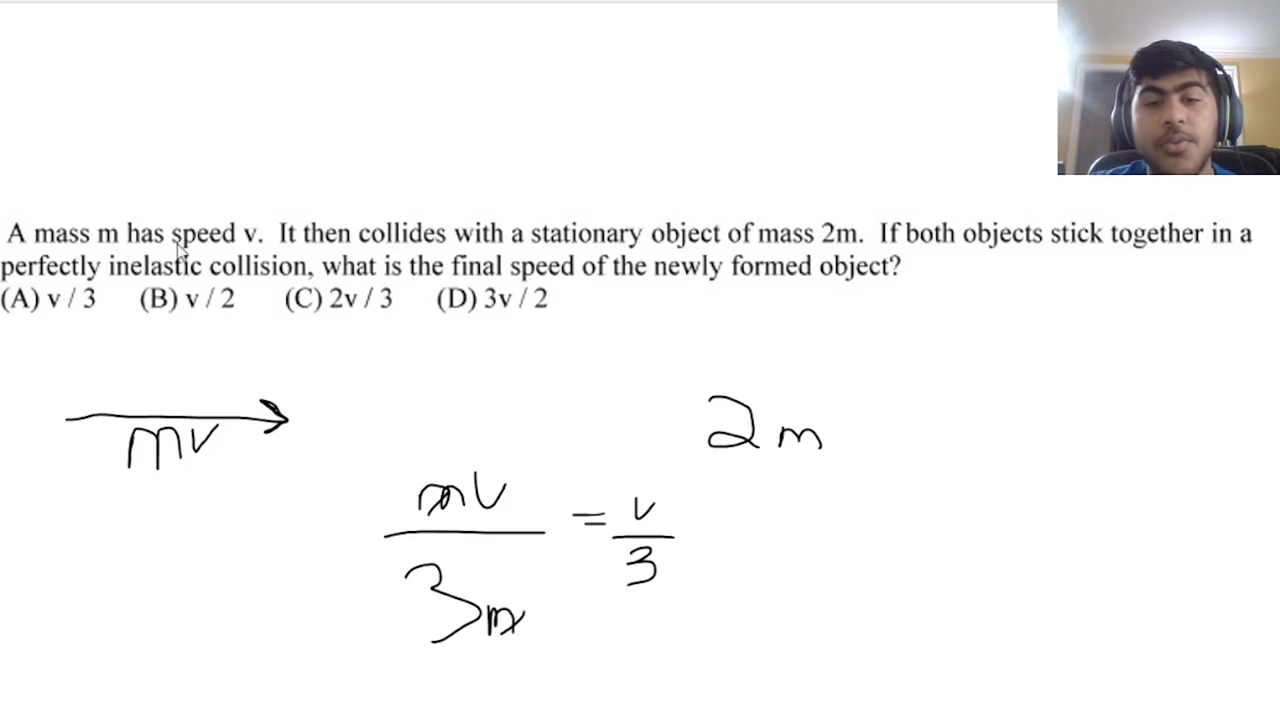 A mass m has speed v. It then collides with a stationary object of mass 2m. If both objects stick together in a
perfectly inelastic collision, what is the final speed of the newly formed object?
(A) v / 3 (B) v / 2 (C) 2v / 3 (D) 3v / 2
mv
2m
mv
= v
3m
3